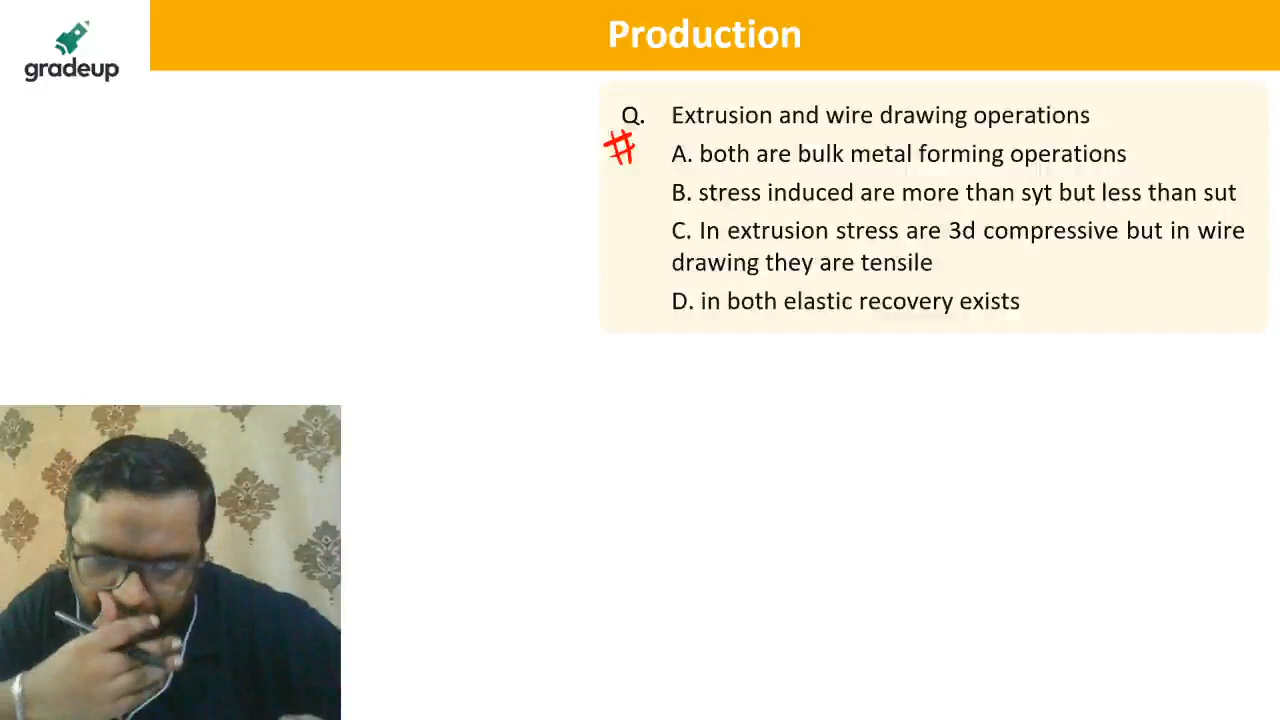 Production
gradeup
Q. Extrusion and wire drawing operations
#
A. both are bulk metal forming operations
B. stress induced are more than syt but less than sut
C. In extrusion stress are 3d compressive but in wire
drawing they are tensile
D. in both elastic recovery exists